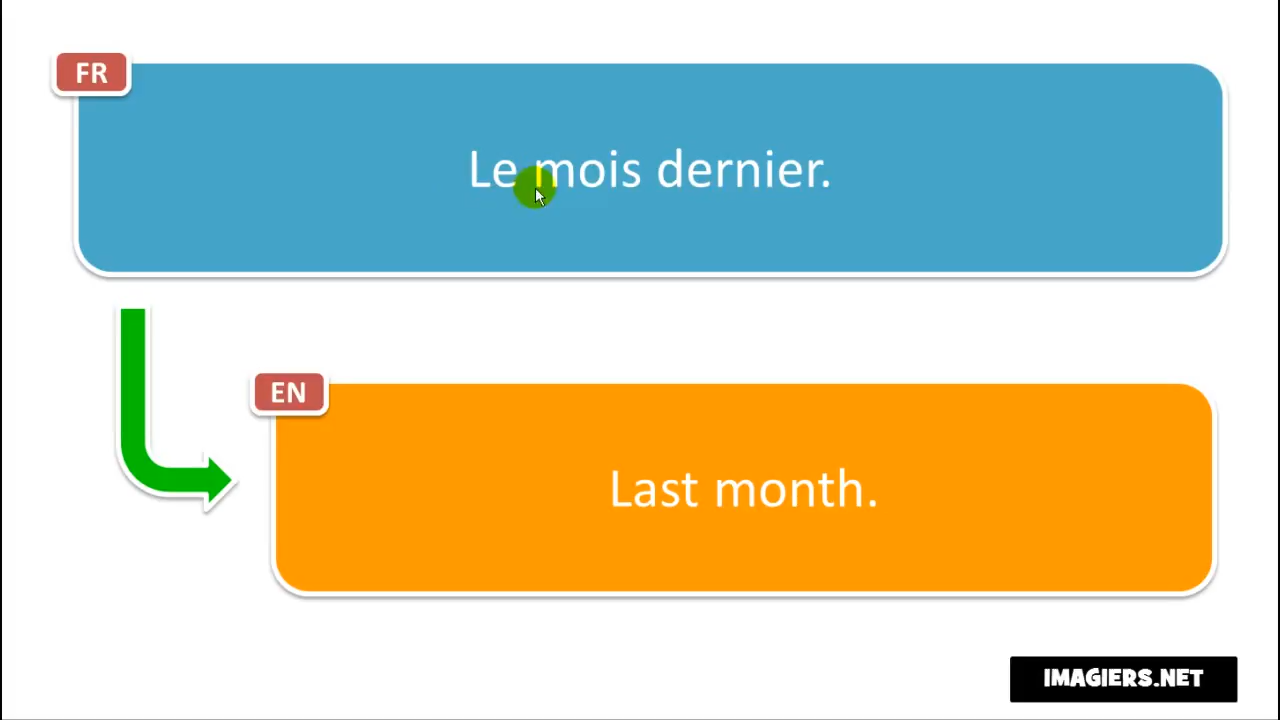 FR
Le mois dernier.
EN
Last month.
IMAGIERS.NET